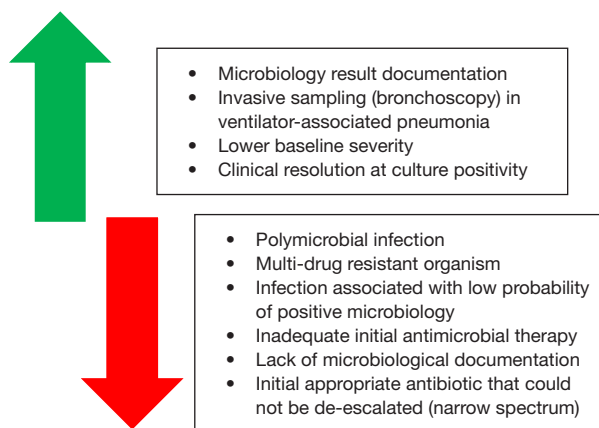 • Microbiology result documentation
• Invasive sampling (bronchoscopy) in
ventilator-associated pneumonia
• Lower baseline severity
• Clinical resolution at culture positivity
• Polymicrobial infection
• Multi-drug resistant organism
• Infection associated with low probability
of positive microbiology
• Inadequate initial antimicrobial therapy
• Lack of microbiological documentation
• Initial appropriate antibiotic that could
not be de-escalated (narrow spectrum)